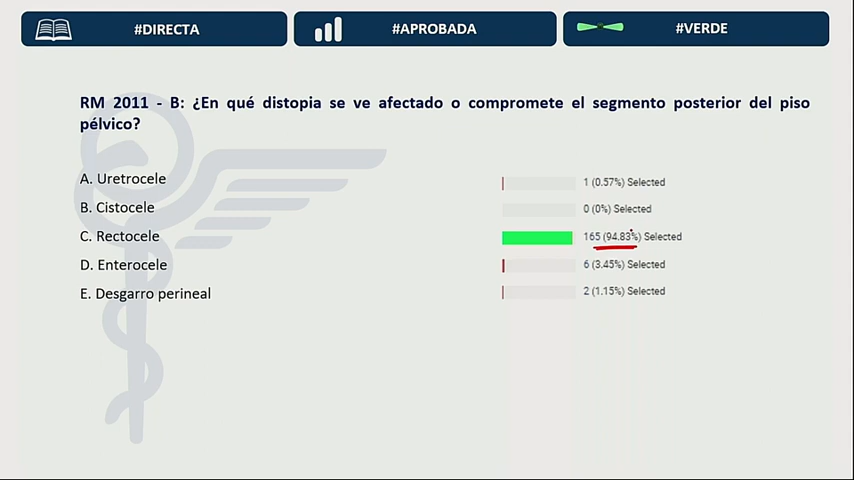 #DIRECTA
#APROBADA
#VERDE
RM 2011 - B: ¿En qué distopia se ve afectado o compromete el segmento posterior del piso
pélvico?
A. Uretrocele 1 (0.57%) Selected
B. Cistocele 0 (0%) Selected
C. Rectocele 165 (94.83%) Selected
D. Enterocele 6 (3.45%) Selected
E. Desgarro perineal 2 (1.15%) Selected